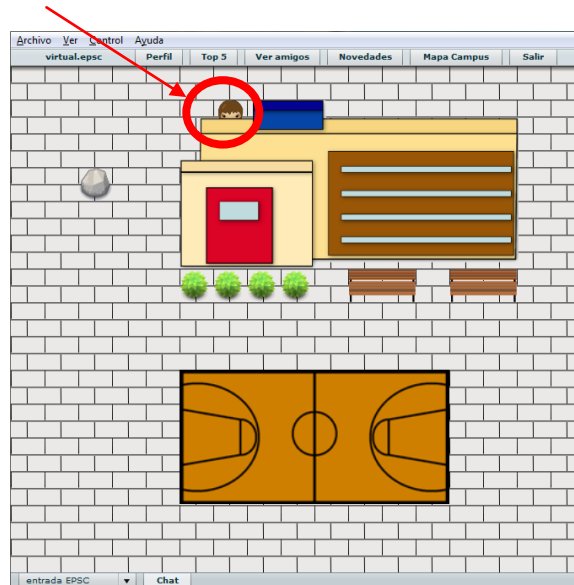 Archivo Ver Control Ayuda
virtual.epsc Perfil Top 5 Ver amigos Novedades Mapa Campus Salir
entrada EPSC Chat